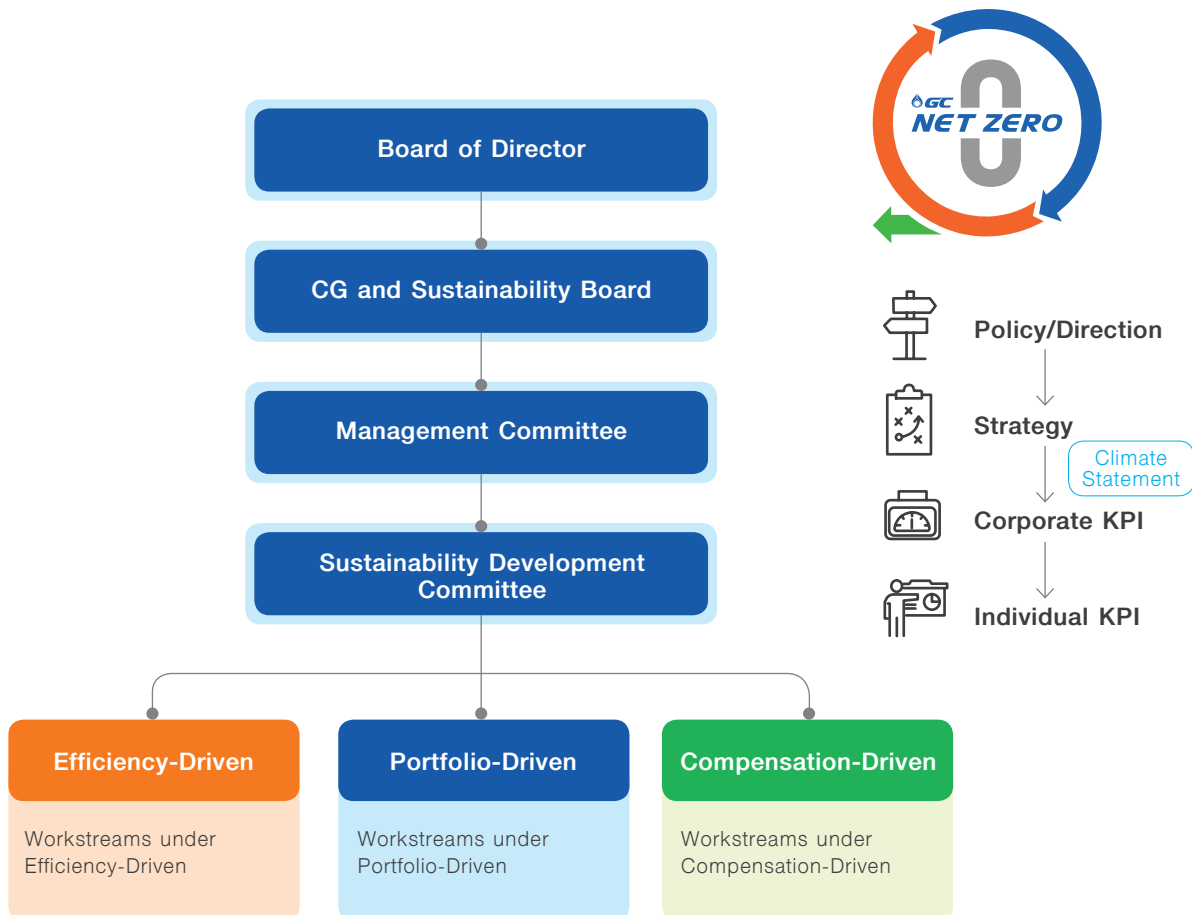 Board of Director
CG and Sustainability Board
Management Committee
Sustainability Development
Committee
Efficiency-Driven
Workstreams under
Efficiency-Driven
Portfolio-Driven
Workstreams under
Portfolio-Driven
Compensation-Driven
Workstreams under
Compensation-Driven
GC
NET ZERO
0
Policy/Direction
Strategy
Climate
Statement
Corporate KPI
Individual KPI